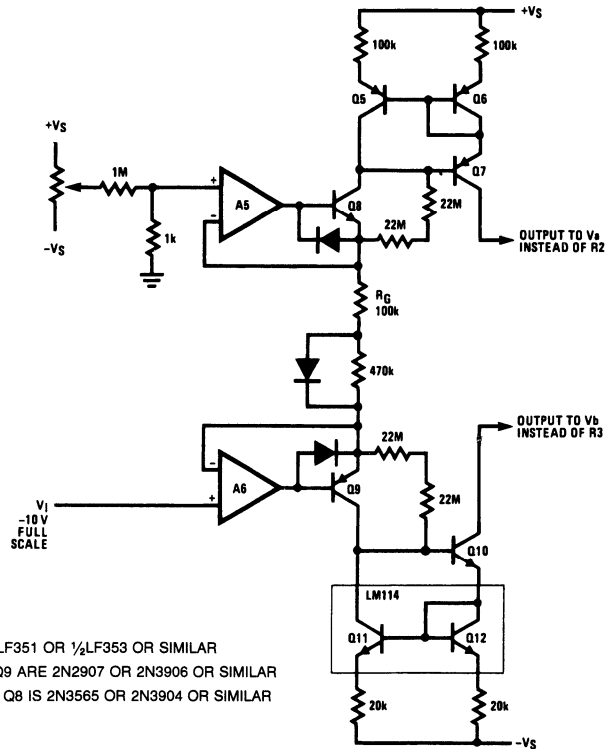 +VS
100k
100k
Q5
Q6
+VS
1M
Q7
A5
+
-
Q8
22M
22M
1k
-VS
OUTPUT TO Va
INSTEAD OF R2
RG
100k
470k
OUTPUT TO Vb
INSTEAD OF R3
22M
-
A6
+
Q9
22M
VI
-10 V
FULL
SCALE
Q10
LM114
Q11
Q12
LF351 OR ½LF353 OR SIMILAR
Q9 ARE 2N2907 OR 2N3906 OR SIMILAR
Q8 IS 2N3565 OR 2N3904 OR SIMILAR
20k
20k
-VS